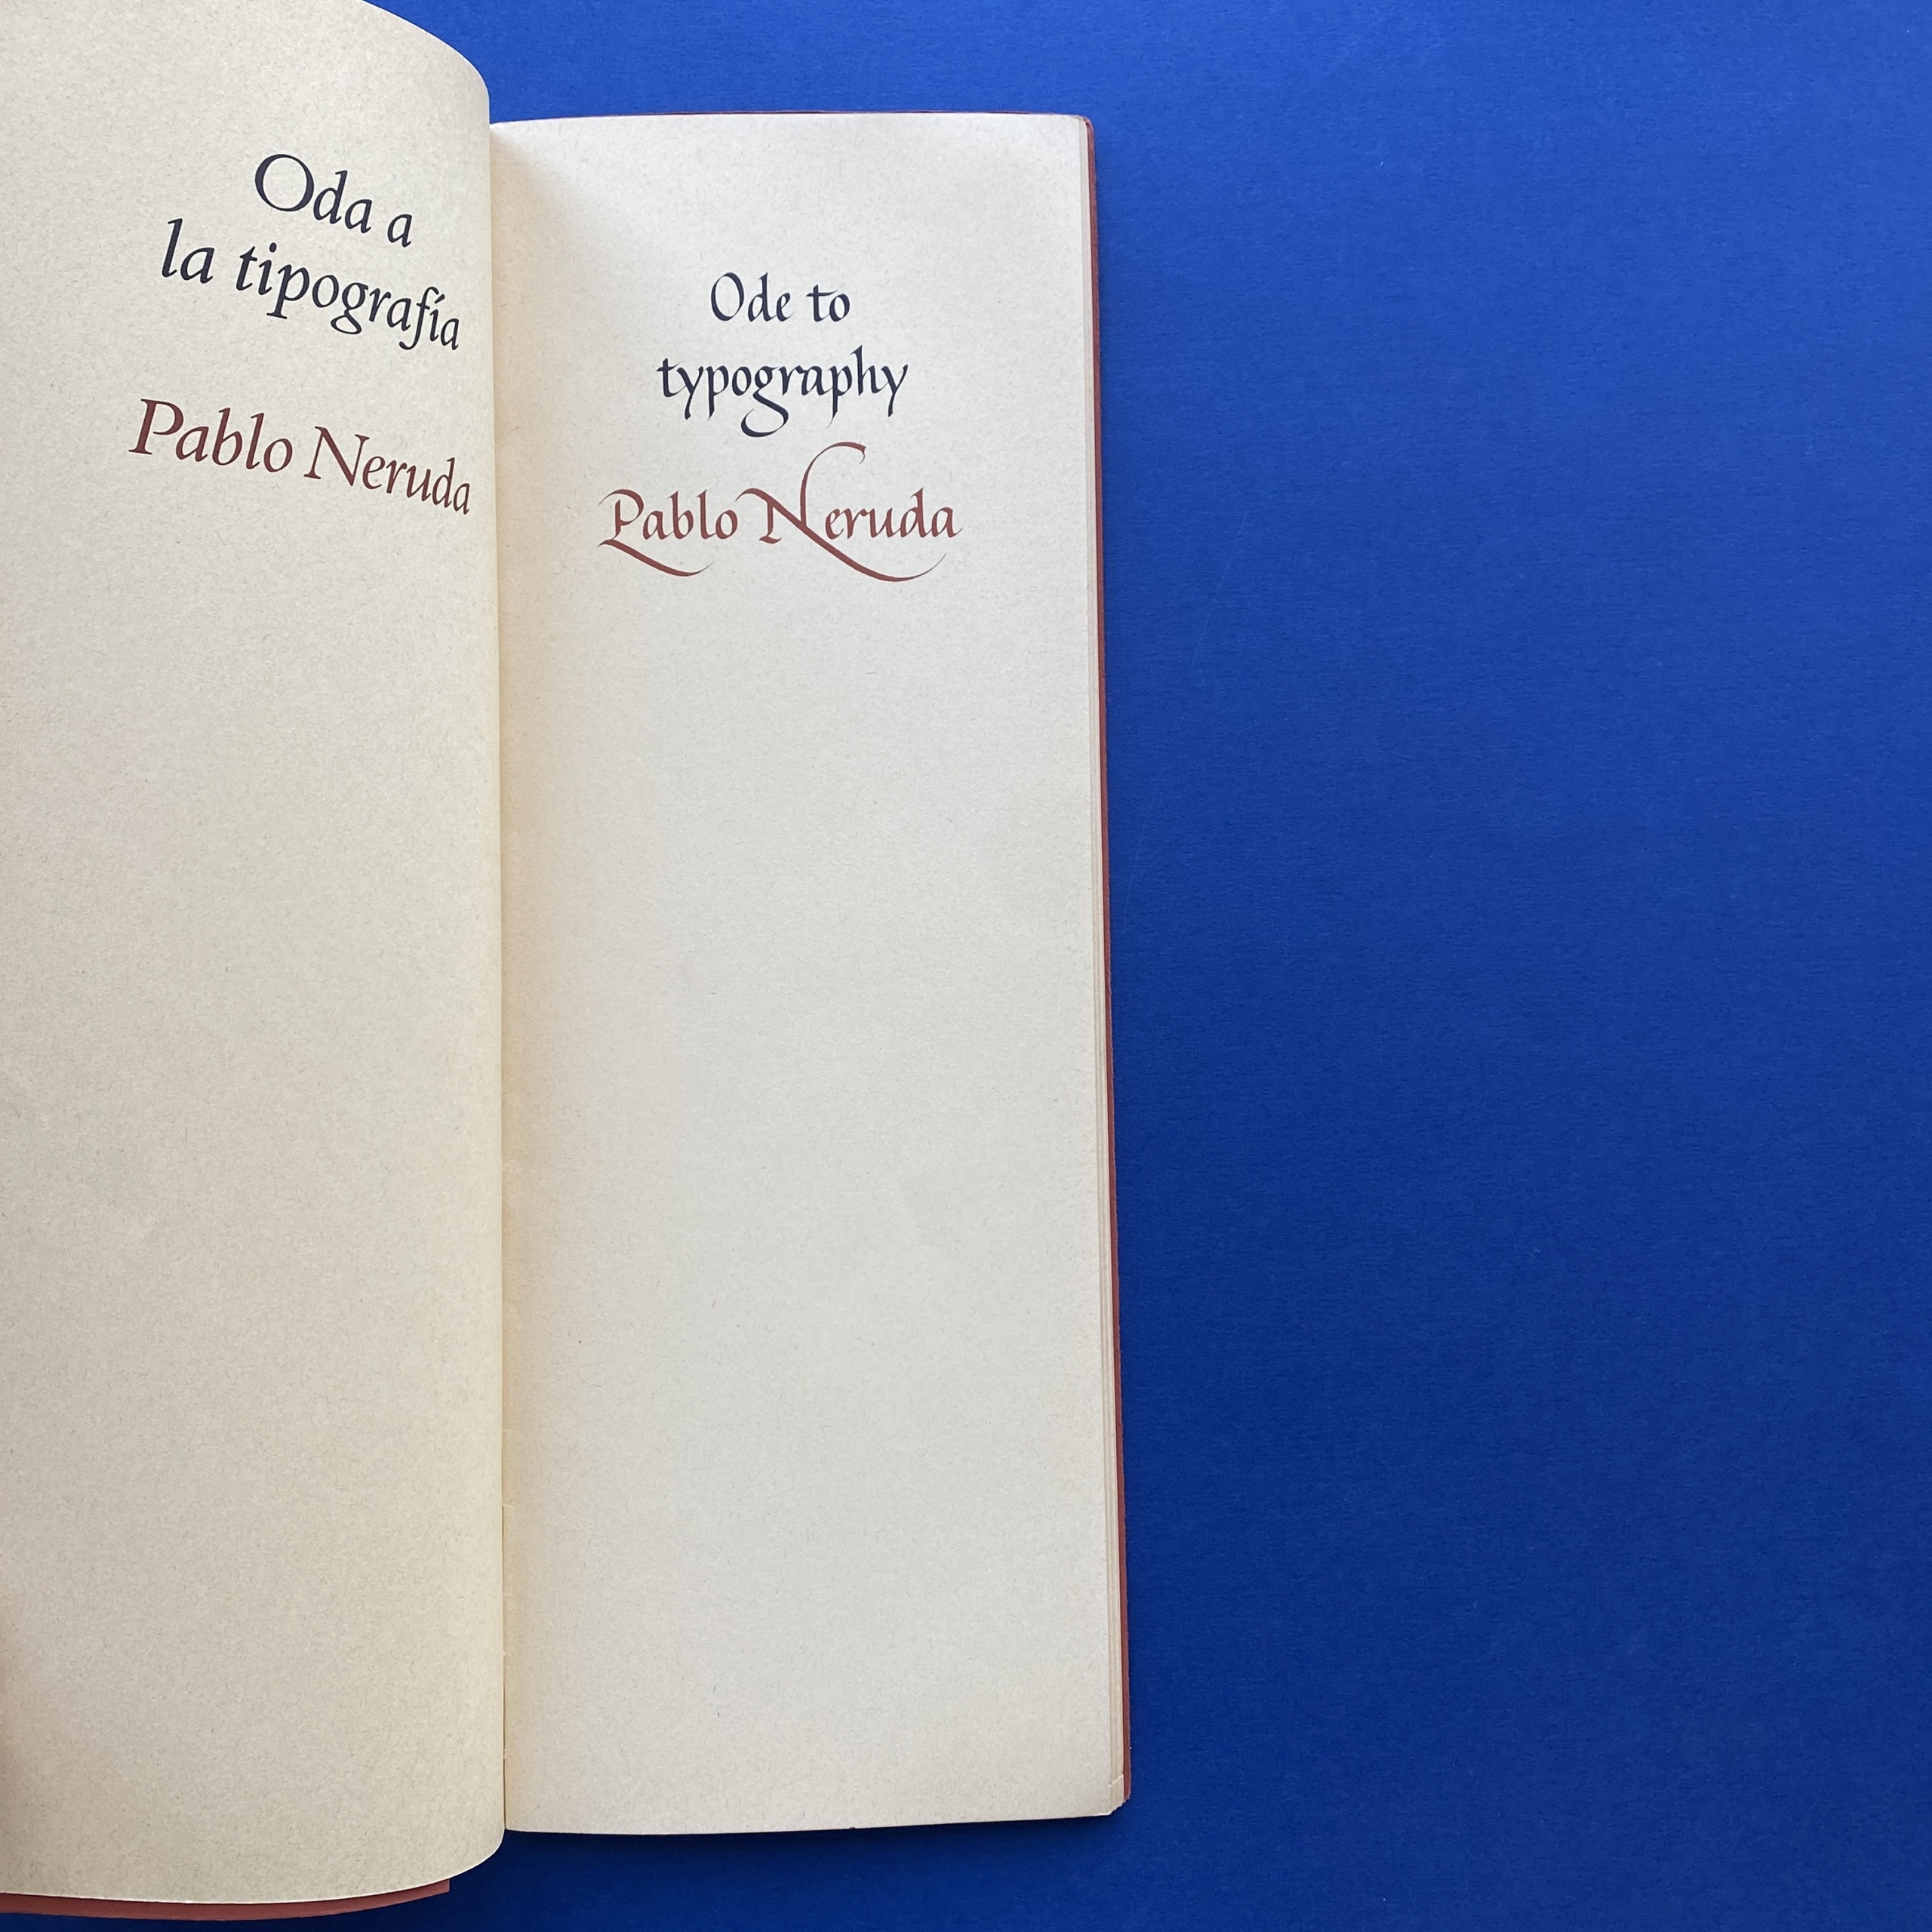 Oda a
la tipografía
Pablo Neruda
Ode to
typography
Pablo Neruda